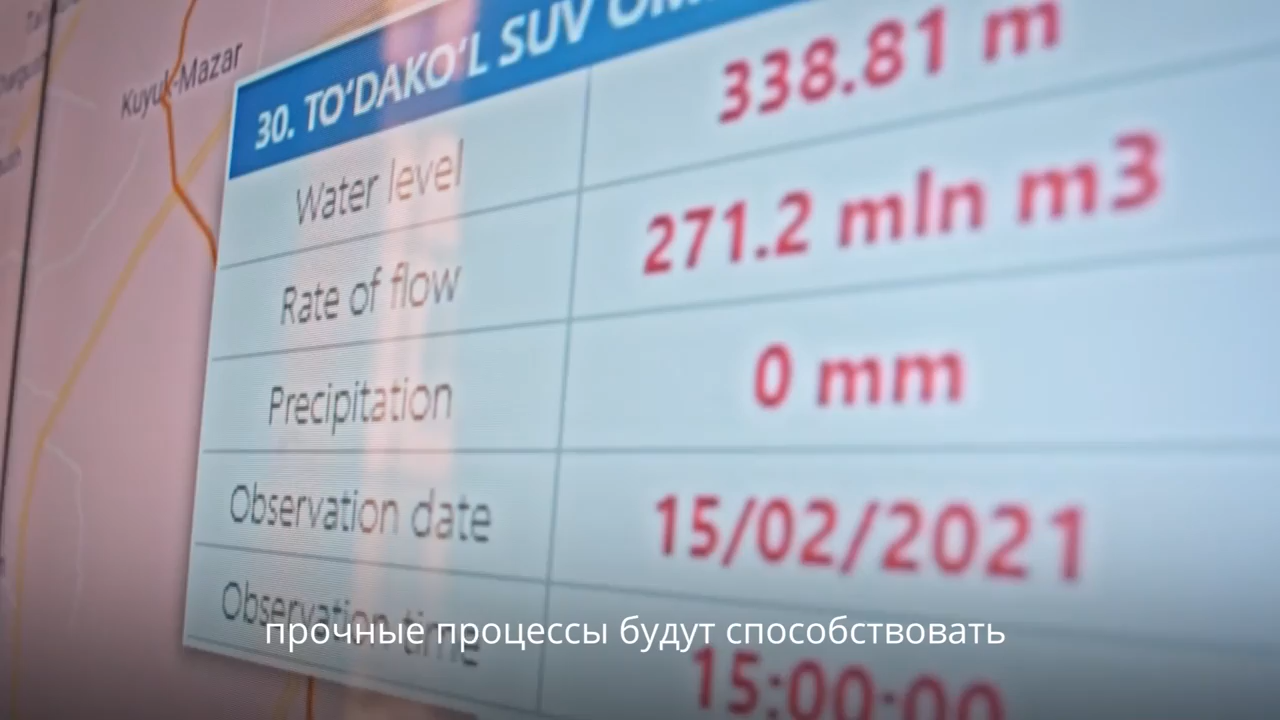 Kuyuk-Mazar
30. TO'DAKO'L SUV
338.81 m
Water level
271.2 mln m3
Rate of flow
0 mm
Precipitation
15/02/2021
Observation date
15:00:00
Observation time
прочные процессы будут способствовать